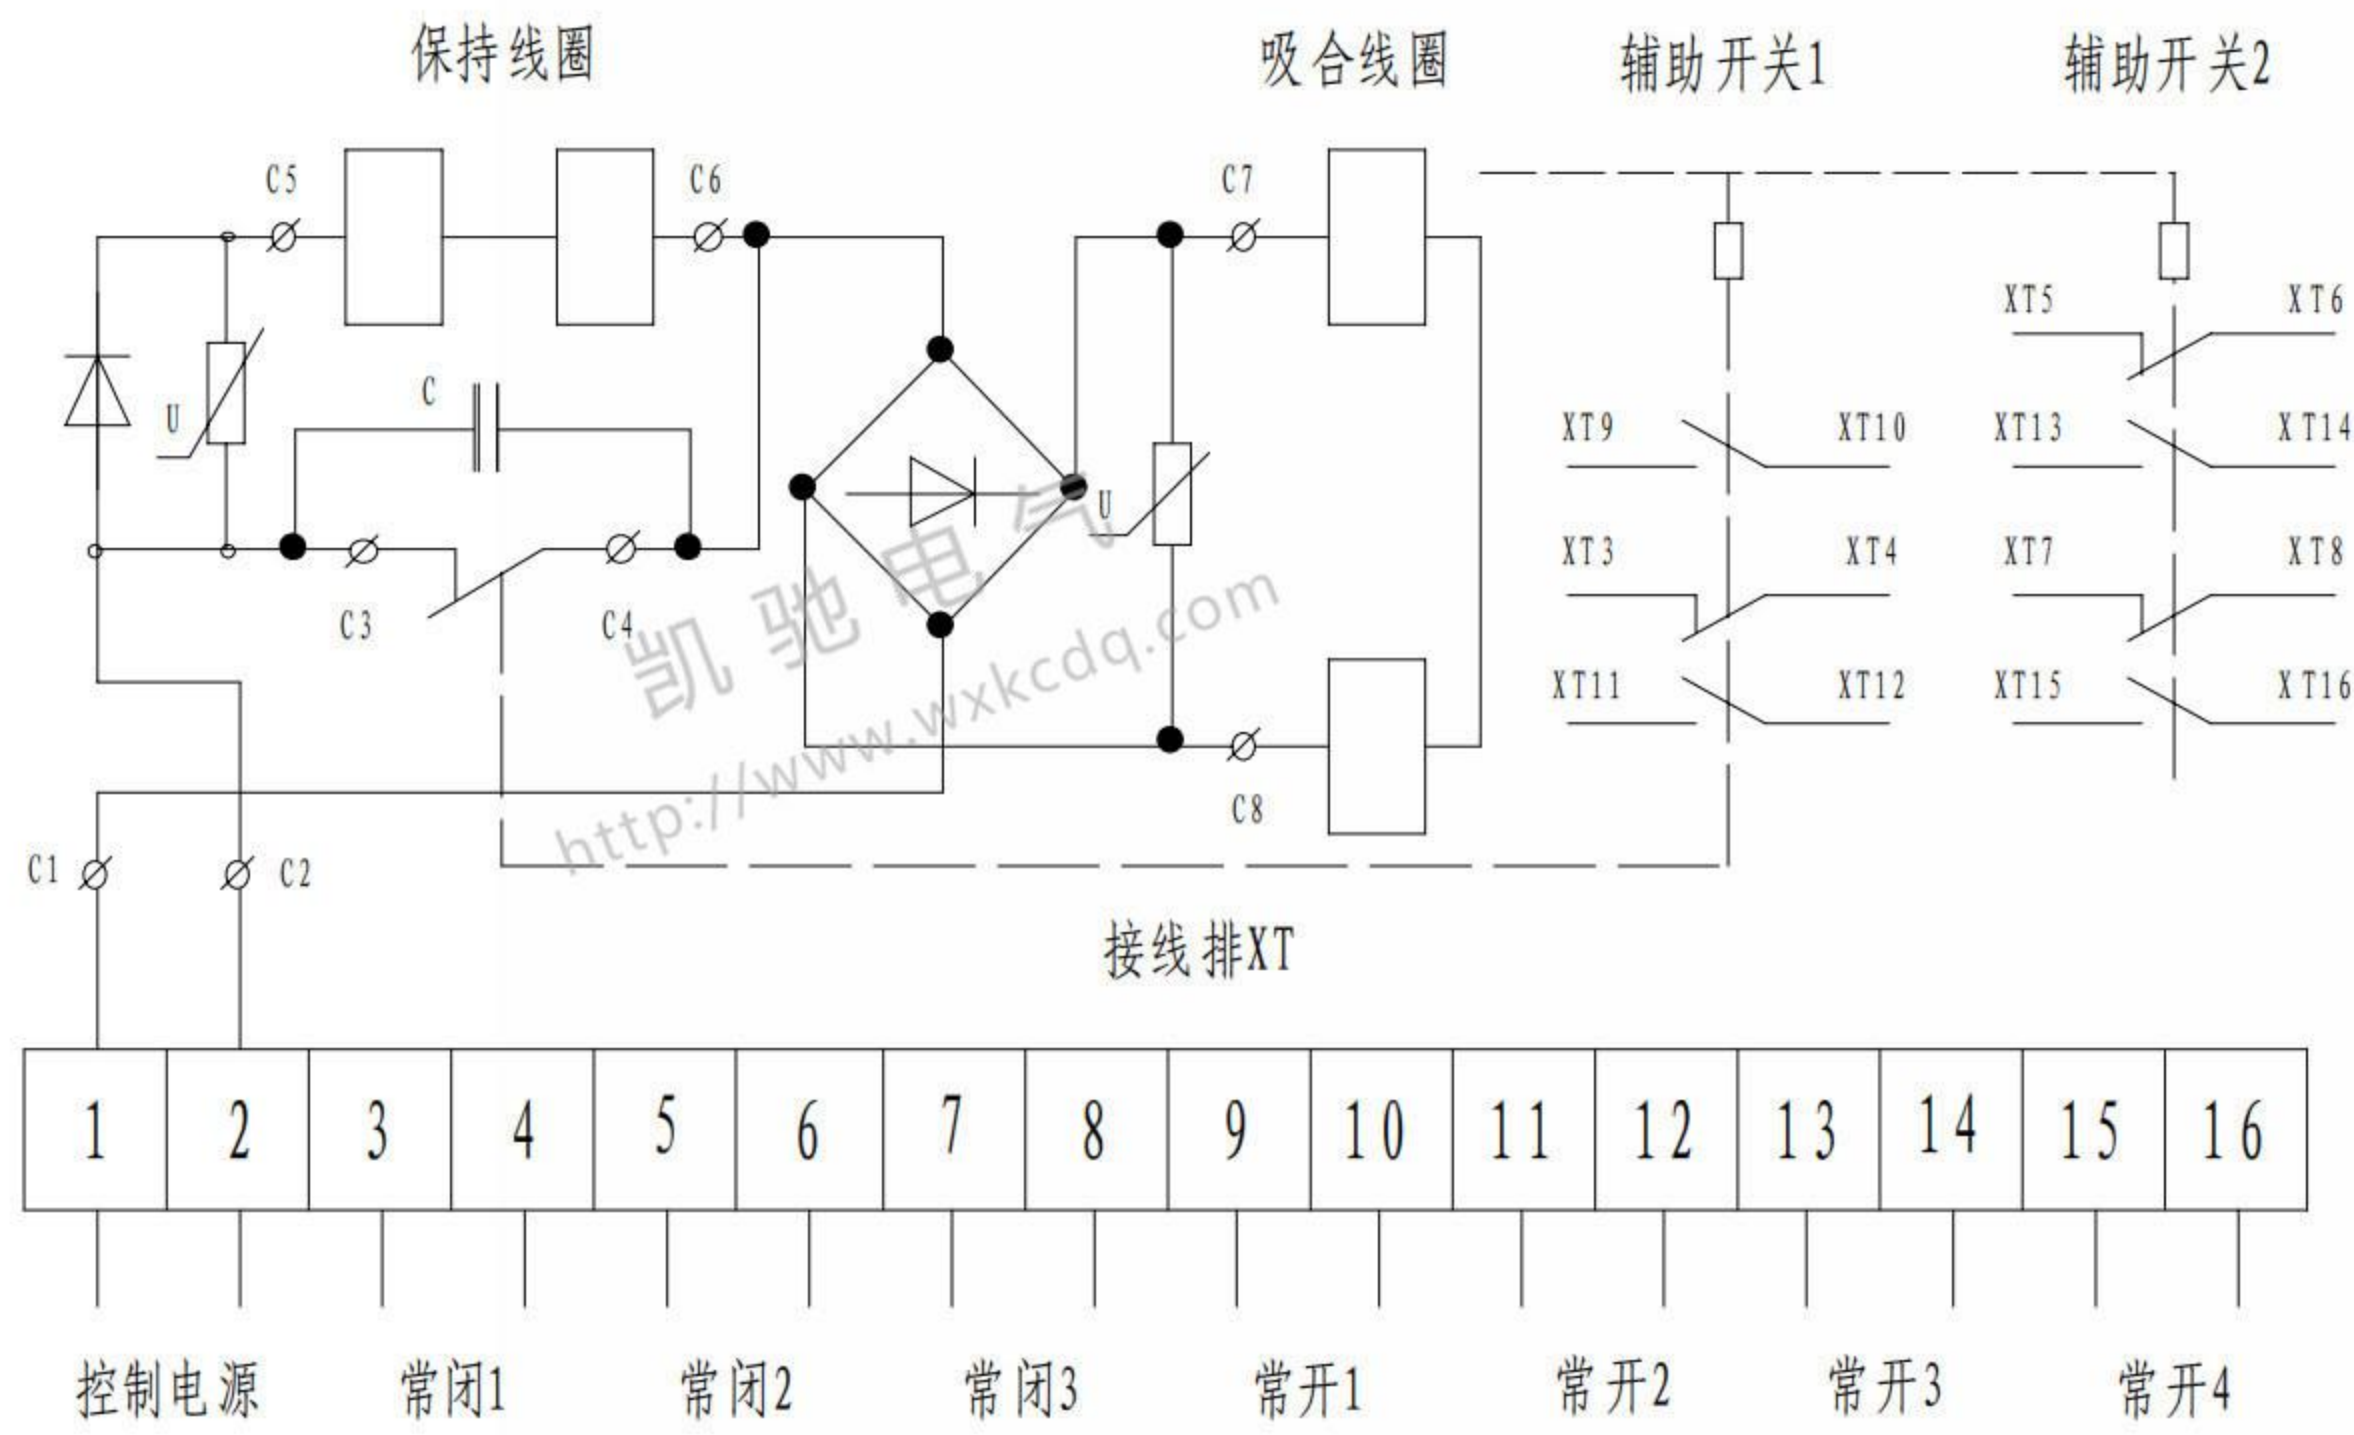 保持线圈
吸合线圈
辅助开关1
辅助开关2
C5
C6
C7
XT5
XT6
C
U
XT9
XT10
XT13
XT14
U
XT3
XT4
XT7
XT8
C3
C4
XT11
XT12
XT15
XT16
C8
C1
C2
凯驰电气
http://www.wxkcdq.com
接线排XT
1 2 3 4 5 6 7 8 9 10 11 12 13 14 15 16
控制电源 常闭1 常闭2 常闭3 常开1 常开2 常开3 常开4